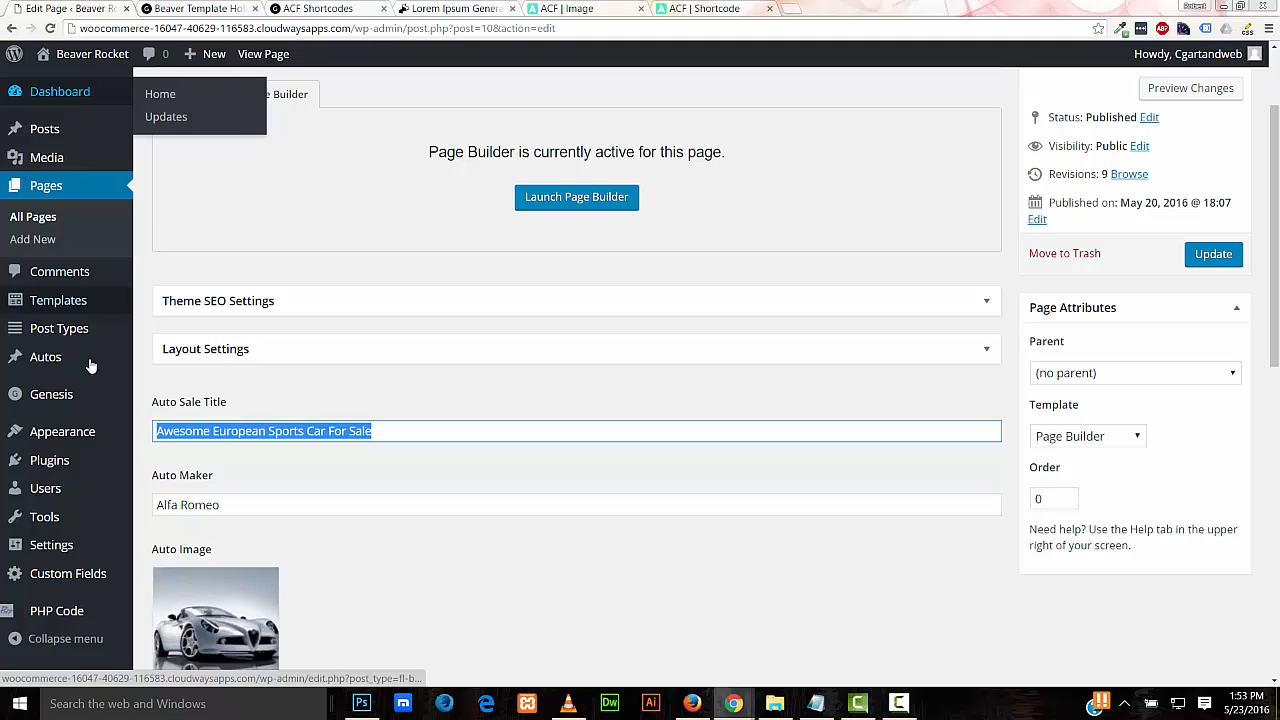 Edit Page ‹ Beaver Ro
Beaver Template Hol
ACF Shortcodes
Lorem Ipsum Genera
ACF | Image
ACF | Shortcode
woocommerce-16047-40629-116583.cloudwaysapps.com/wp-admin/post.php?post=10&action=edit
Beaver Rocket
0
New
View Page
Howdy, Cgartandweb
Dashboard
Home
Updates
Posts
Media
Pages
All Pages
Add New
Comments
Templates
Post Types
Autos
Genesis
Appearance
Plugins
Users
Tools
Settings
Custom Fields
PHP Code
Collapse menu
e Builder
Page Builder is currently active for this page.
Launch Page Builder
Theme SEO Settings
Layout Settings
Auto Sale Title
Awesome European Sports Car For Sale
Auto Maker
Alfa Romeo
Auto Image
Preview Changes
Status: Published Edit
Visibility: Public Edit
Revisions: 9 Browse
Published on: May 20, 2016 @ 18:07
Edit
Move to Trash
Update
Page Attributes
Parent
(no parent)
Template
Page Builder
Order
0
Need help? Use the Help tab in the upper
right of your screen.
woocommerce-16047-40629-116583.cloudwaysapps.com/wp-admin/edit.php?post_type=fl-b...
Search the web and Windows
Ps
Dw
Ai
1:53 PM
5/23/2016